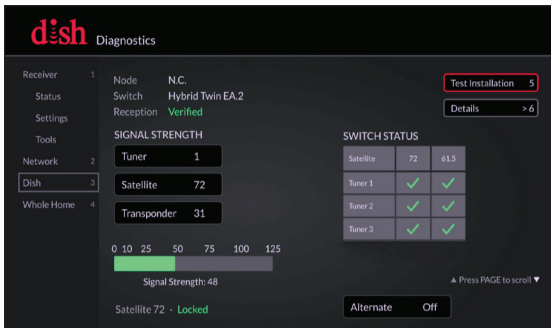 dish Diagnostics
Receiver 1
Status
Settings
Tools
Network 2
Dish 3
Whole Home 4
Node N.C.
Switch Hybrid Twin EA.2
Reception Verified
Test Installation 5
Details >6
SIGNAL STRENGTH
Tuner 1
Satellite 72
Transponder 31
0 10 25 50 75 100 125
Signal Strength: 48
Satellite 72 - Locked
SWITCH STATUS
Satellite 72 61.5
Tuner 1 ✓ ✓
Tuner 2 ✓ ✓
Tuner 3 ✓ ✓
▲ Press PAGE to scroll ▼
Alternate Off